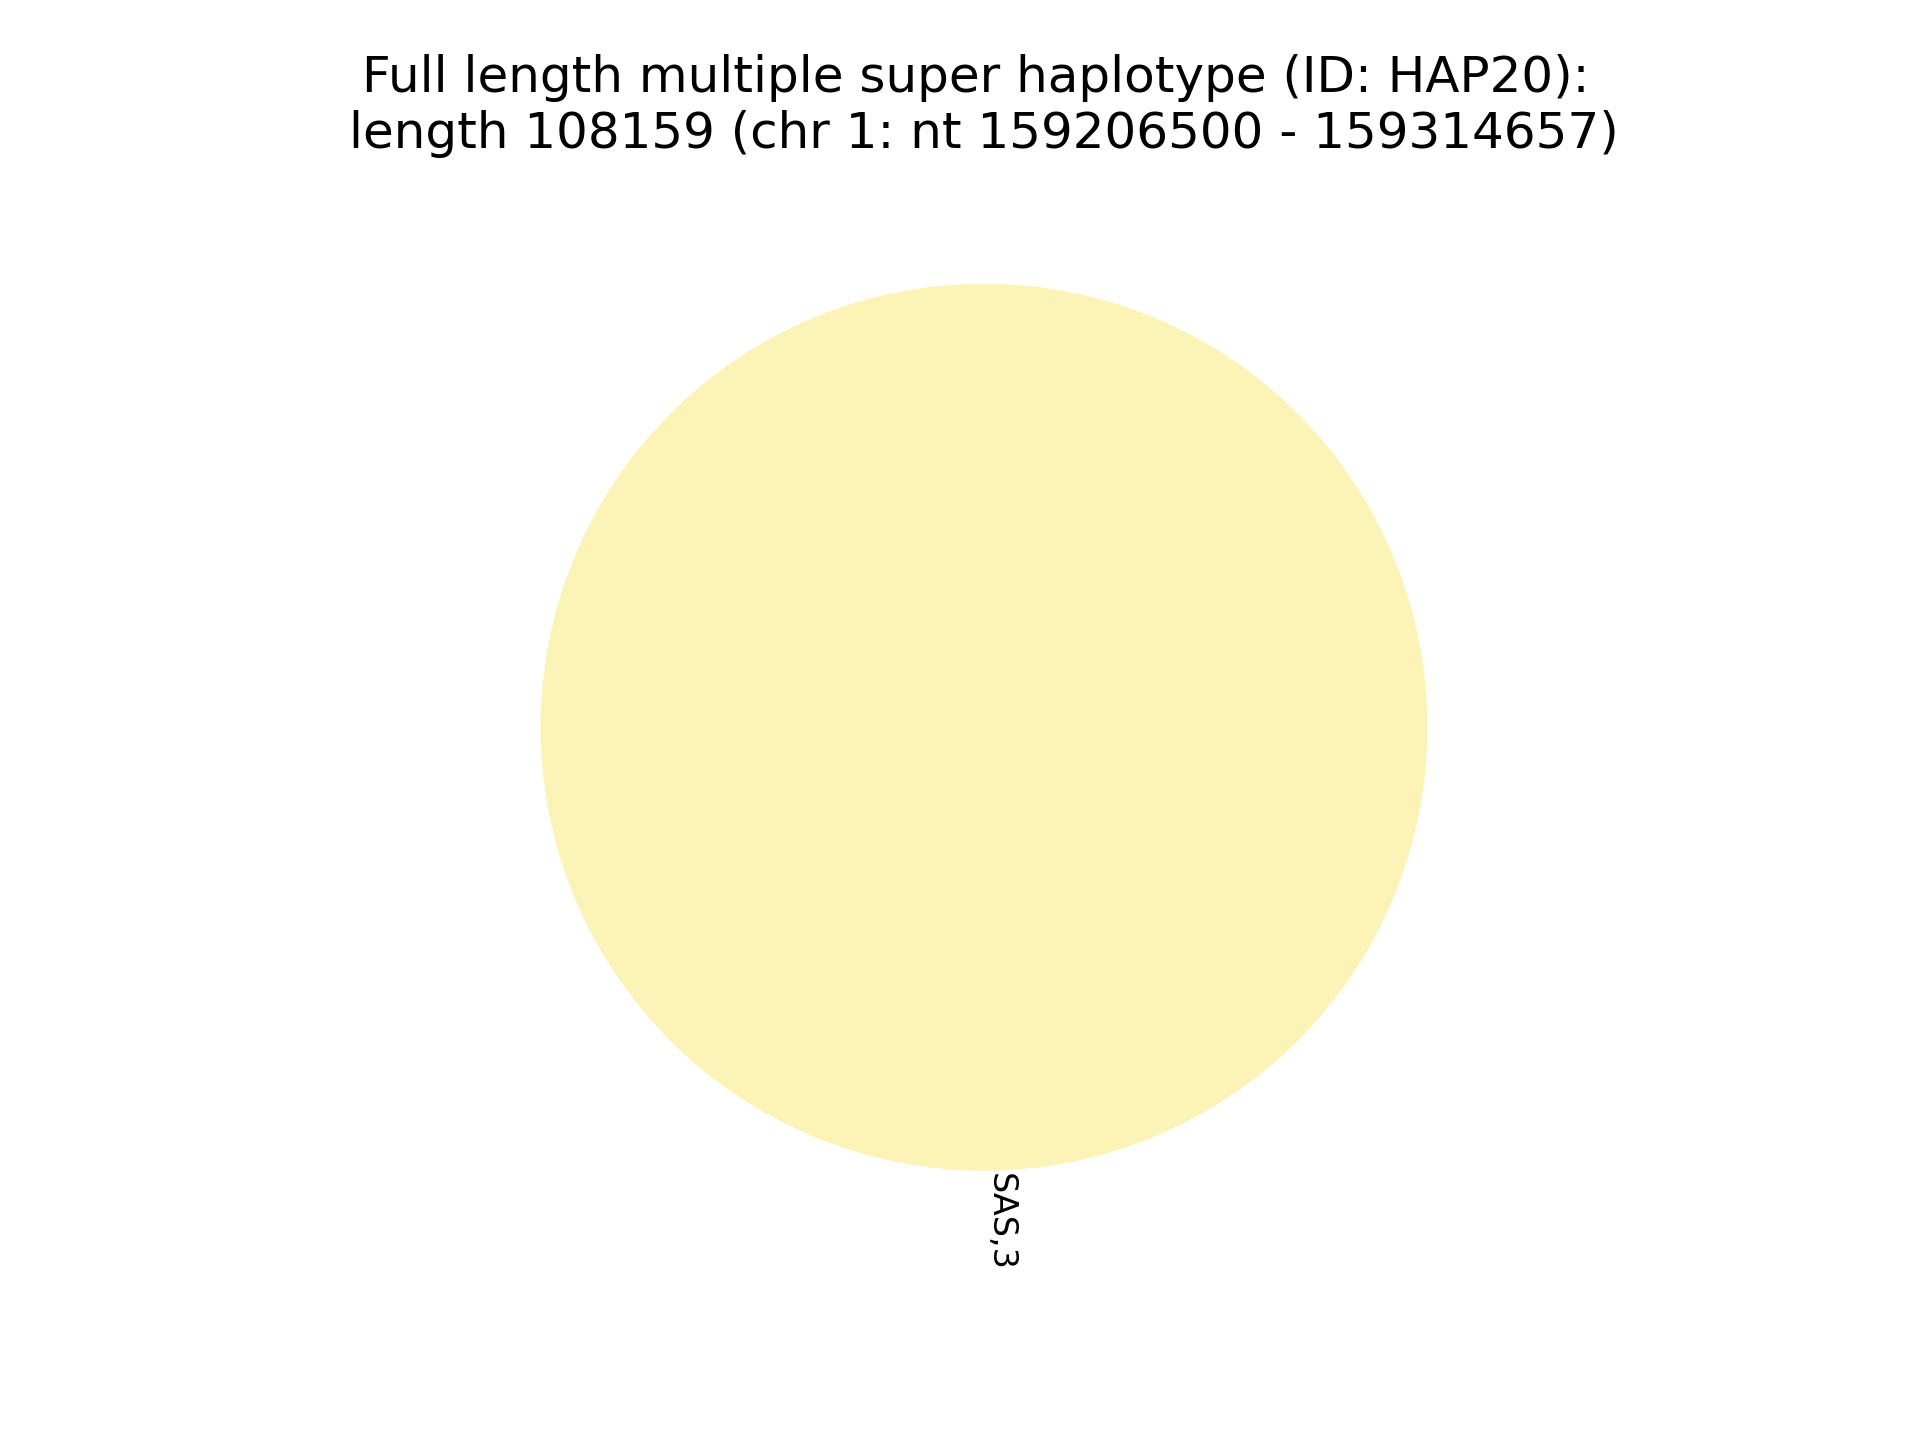 Full length multiple super haplotype (ID: HAP20):
length 108159 (chr 1: nt 159206500 - 159314657)
SAS,3